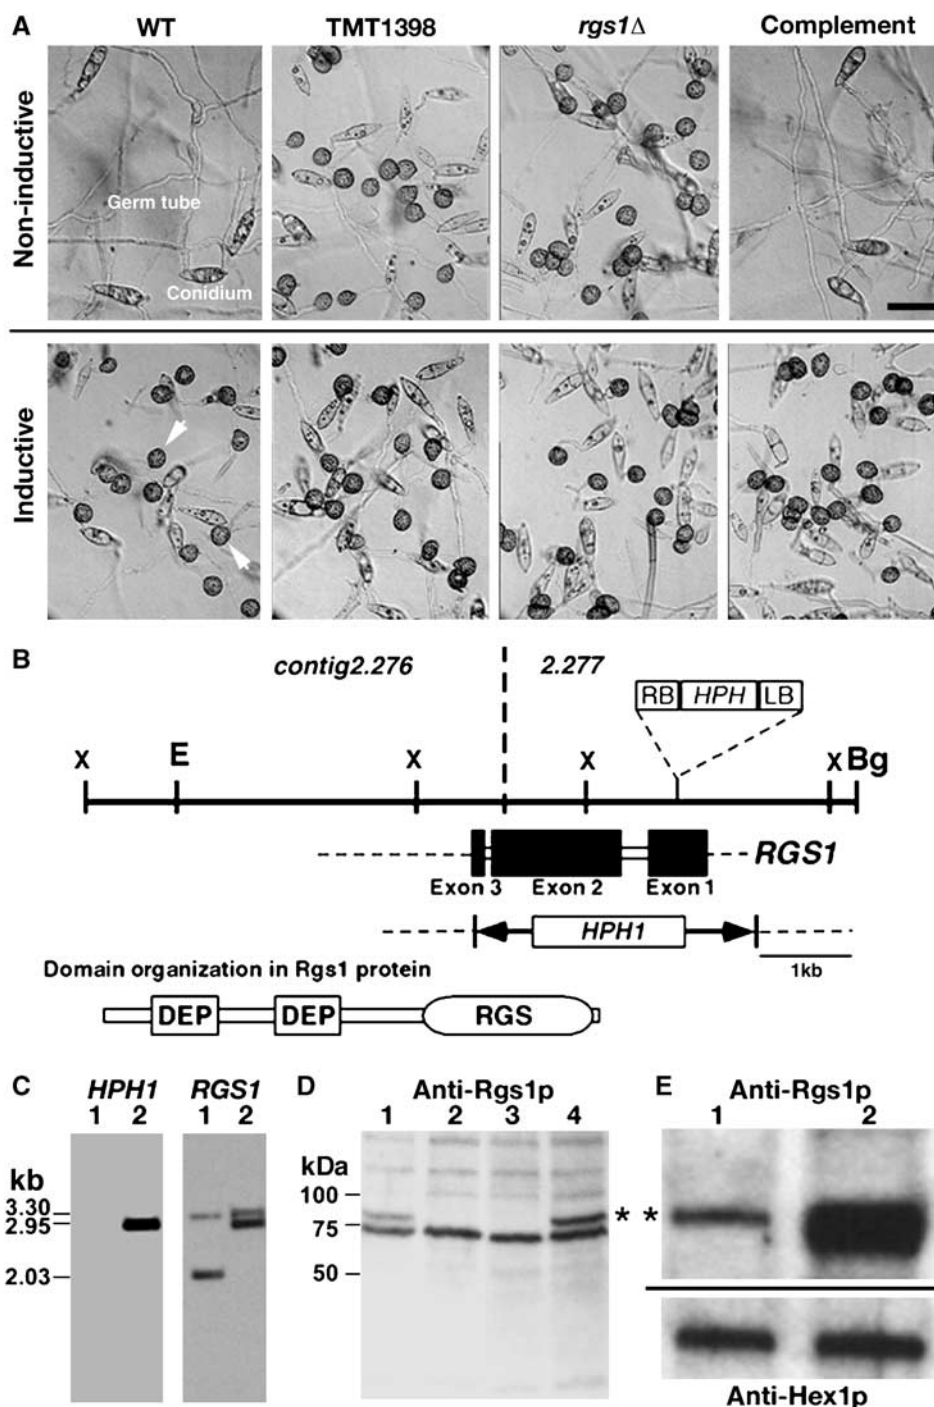 A
WT TMT1398 rgs1Δ Complement
Non-inductive
Germ tube
Conidium
Inductive
B
contig2.276 2.277
RB HPH LB
X E X X X Bg
RGS1
Exon 3 Exon 2 Exon 1
HPH1
1kb
Domain organization in Rgs1 protein
DEP DEP RGS
C HPH1 RGS1
1 2 1 2
kb
3.30
2.95
2.03
D Anti-Rgs1p
1 2 3 4
kDa
100
75 *
50
E Anti-Rgs1p
1 2
*
Anti-Hex1p